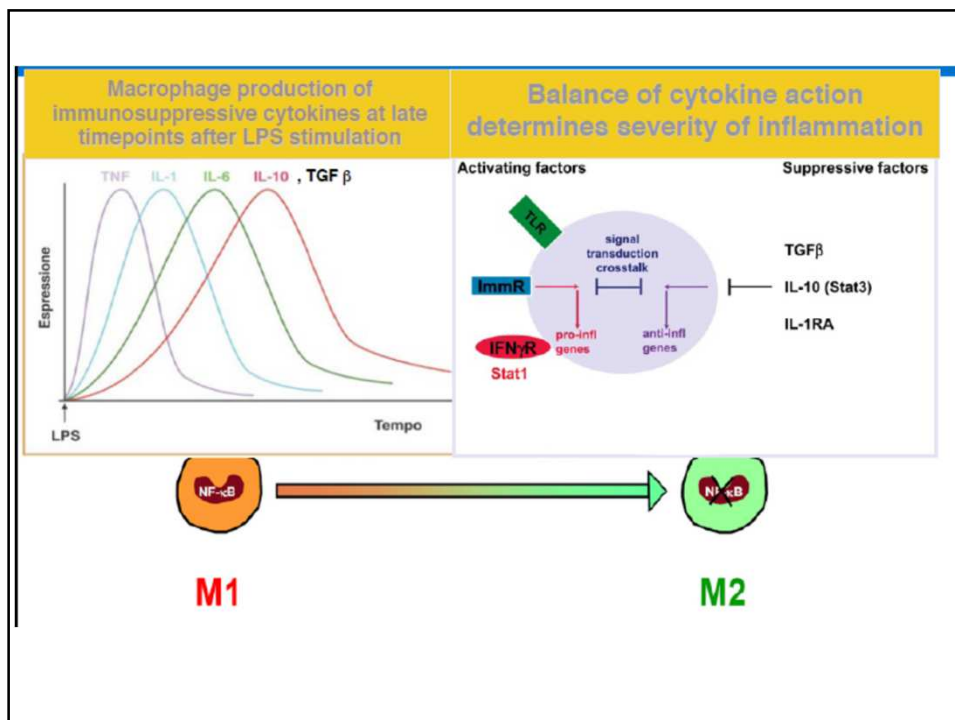 Macrophage production of
immunosuppressive cytokines at late
timepoints after LPS stimulation
TNF IL-1 IL-6 IL-10 , TGF β
Espressione
Tempo
LPS
Balance of cytokine action
determines severity of inflammation
Activating factors
Suppressive factors
TLR
signal
transduction
crosstalk
ImmR
IFNγR
Stat1
pro-infl
genes
anti-infl
genes
TGFβ
IL-10 (Stat3)
IL-1RA
NF-κB
NF-κB
M1
M2